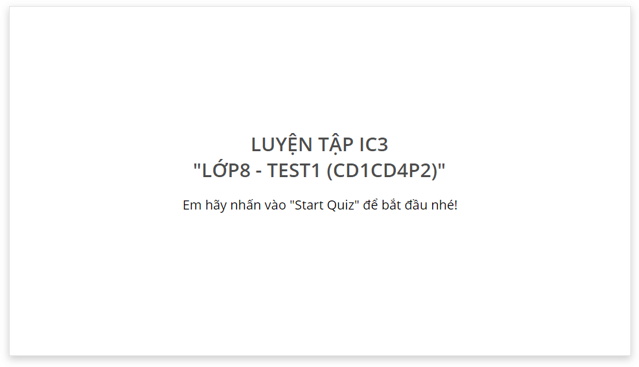 LUYỆN TẬP IC3
"LỚP8 - TEST1 (CD1CD4P2)"
Em hãy nhấn vào "Start Quiz" để bắt đầu nhé!